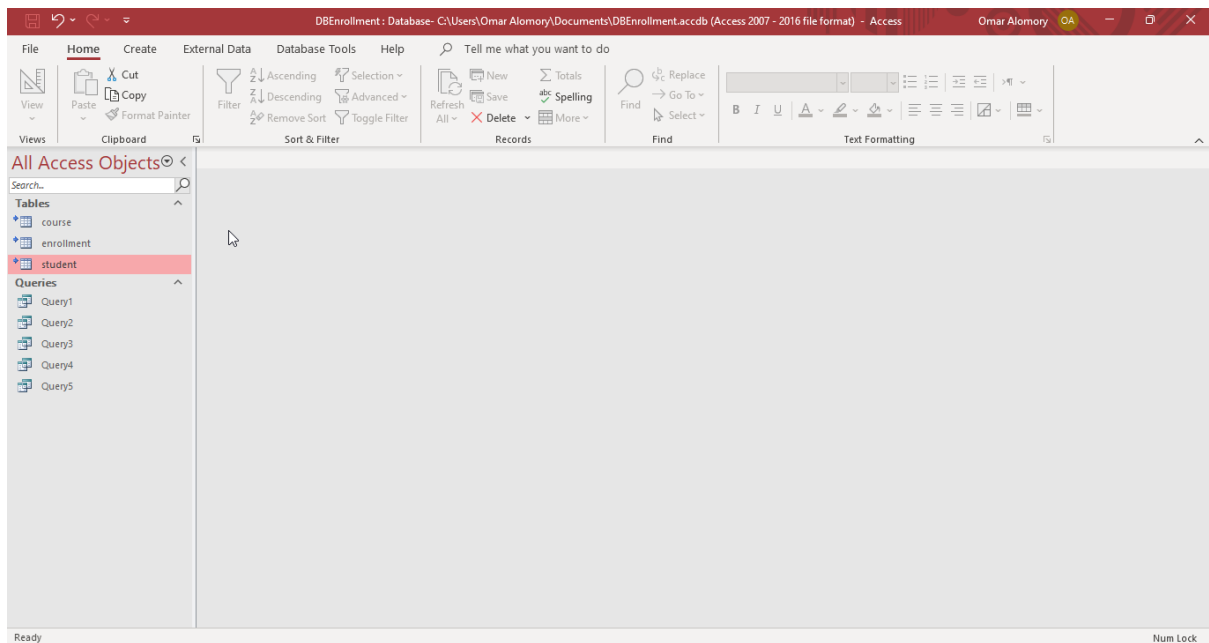 DBEnrollment : Database- C:\Users\Omar Alomory\Documents\DBEnrollment.accdb (Access 2007 - 2016 file format) - Access
Omar Alomory OA
File Home Create External Data Database Tools Help Tell me what you want to do
View
Views
Paste
Cut
Copy
Format Painter
Clipboard
Filter
Ascending
Descending
Remove Sort
Selection
Advanced
Toggle Filter
Sort & Filter
Refresh
All
New
Save
Delete
Totals
Spelling
More
Records
Find
Replace
Go To
Select
Find
B I U A
Text Formatting
All Access Objects
Search...
Tables
course
enrollment
student
Queries
Query1
Query2
Query3
Query4
Query5
Ready
Num Lock